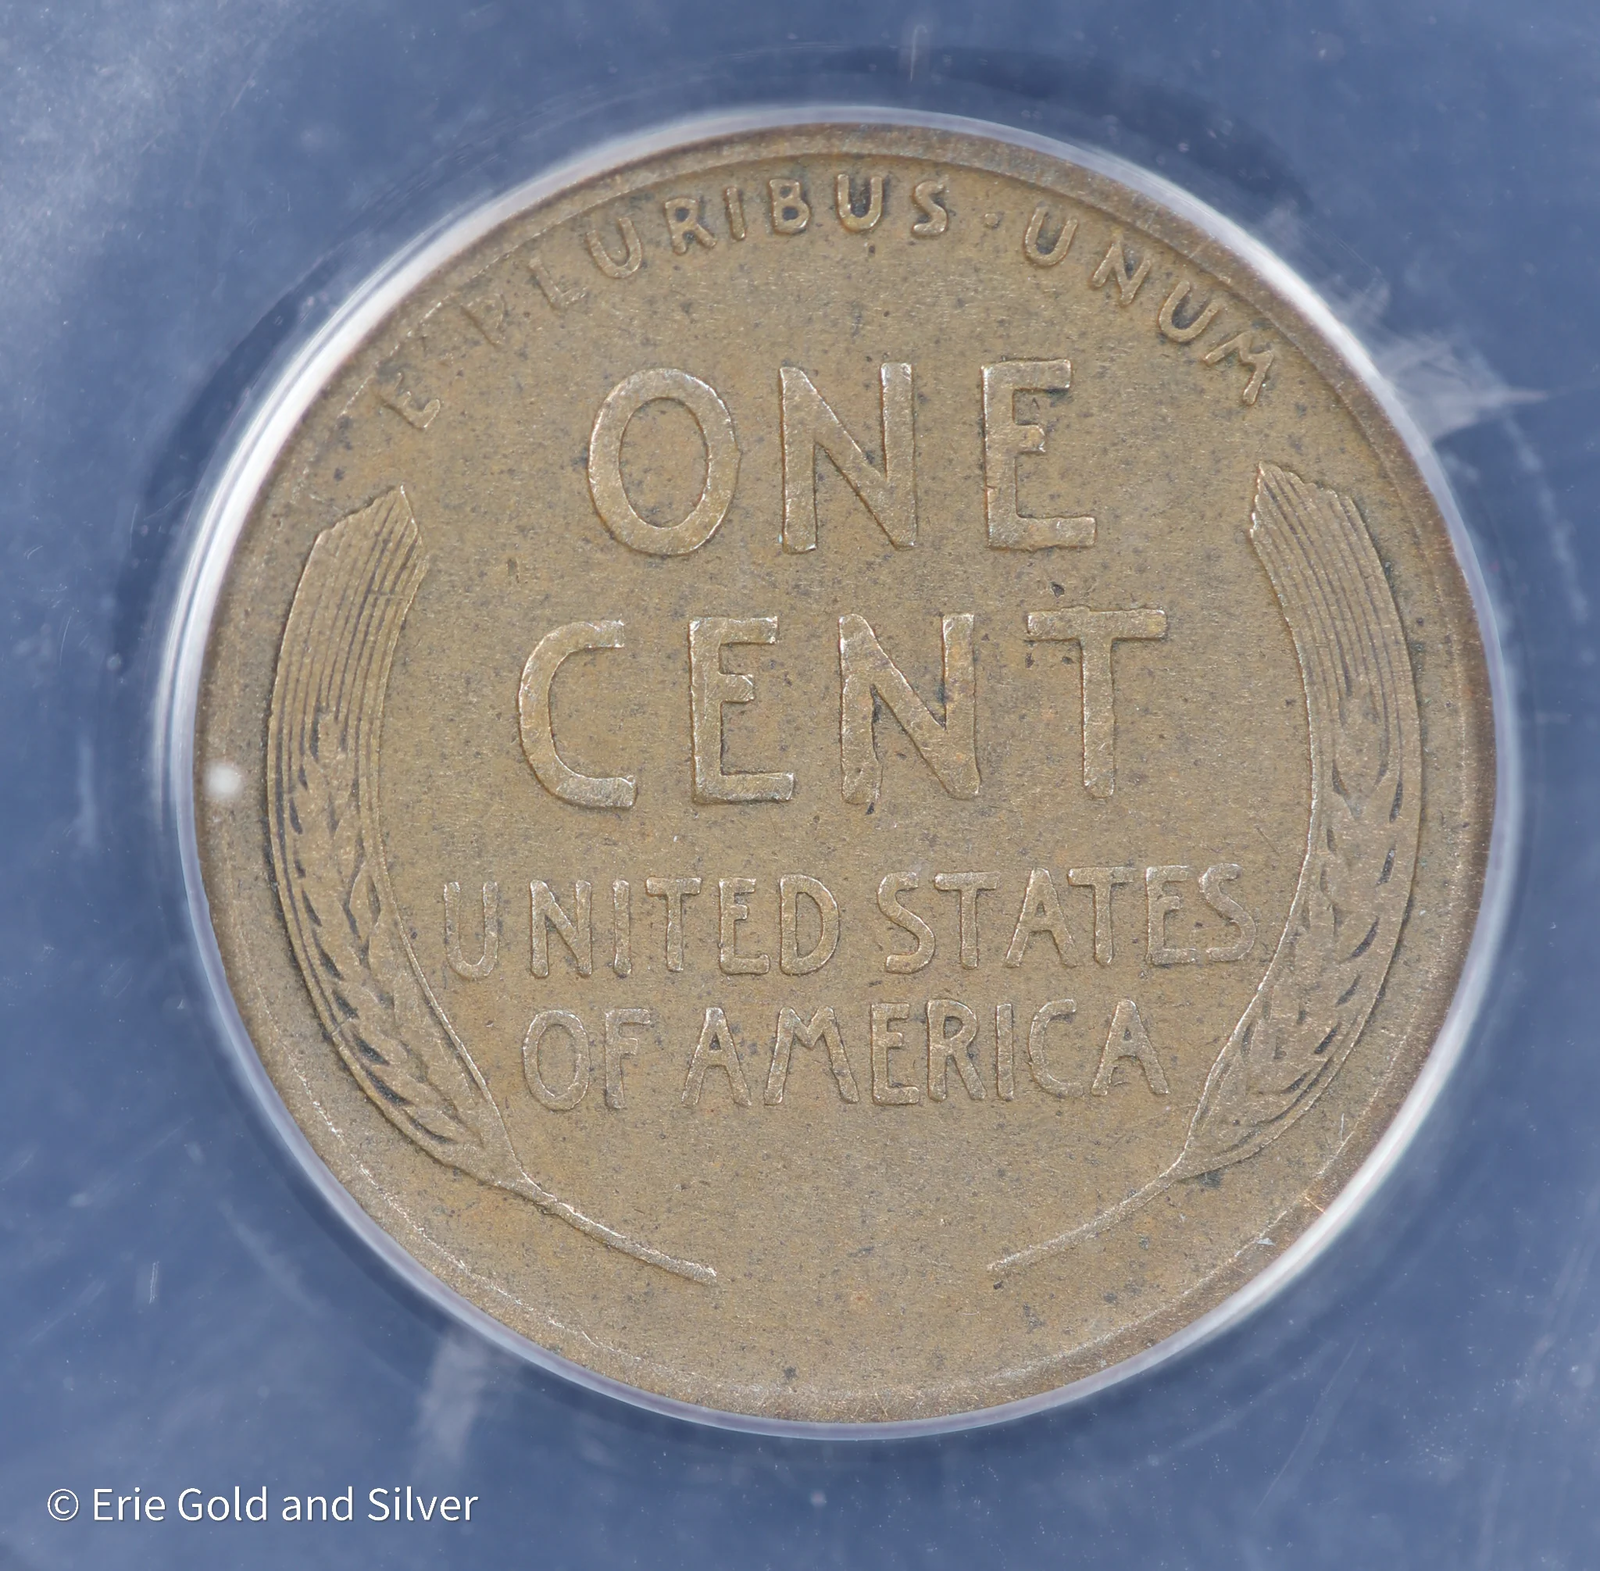 E PLURIBUS · UNUM
ONE
CENT
UNITED STATES
OF AMERICA
© Erie Gold and Silver